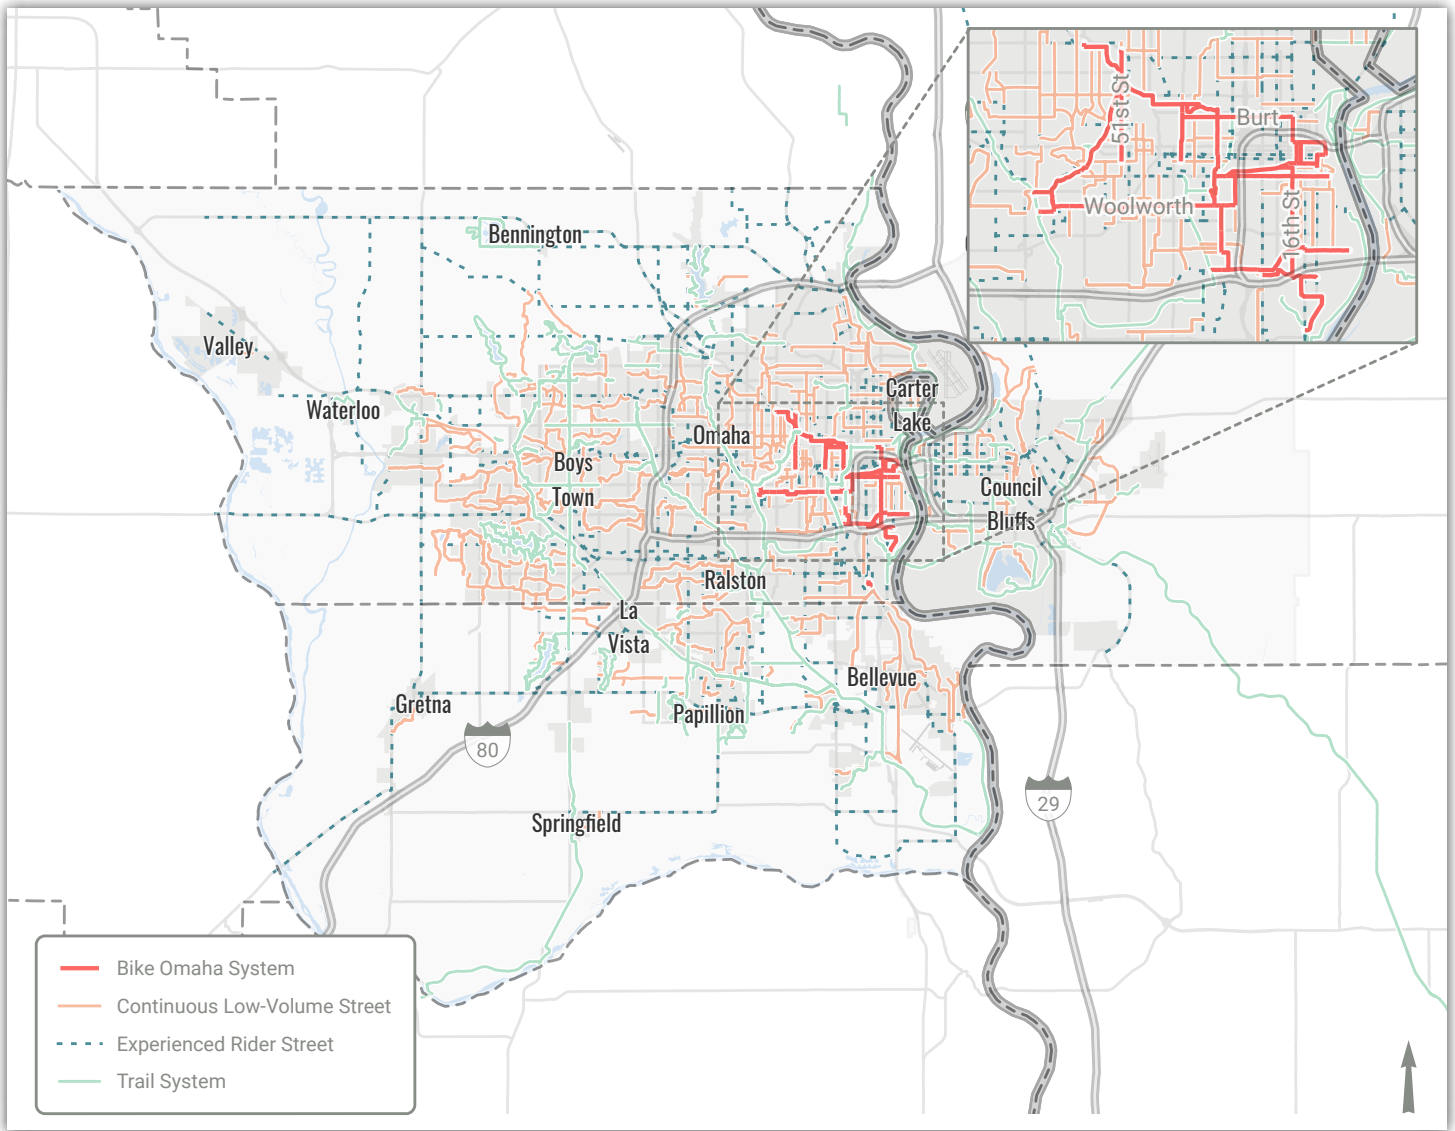 51st St
Burt
Woolworth
16th St
Bennington
Valley
Waterloo
Carter
Lake
Omaha
Boys
Town
Council
Bluffs
Ralston
La
Vista
Bellevue
Gretna
Papillion
80
29
Springfield
Bike Omaha System
Continuous Low-Volume Street
Experienced Rider Street
Trail System